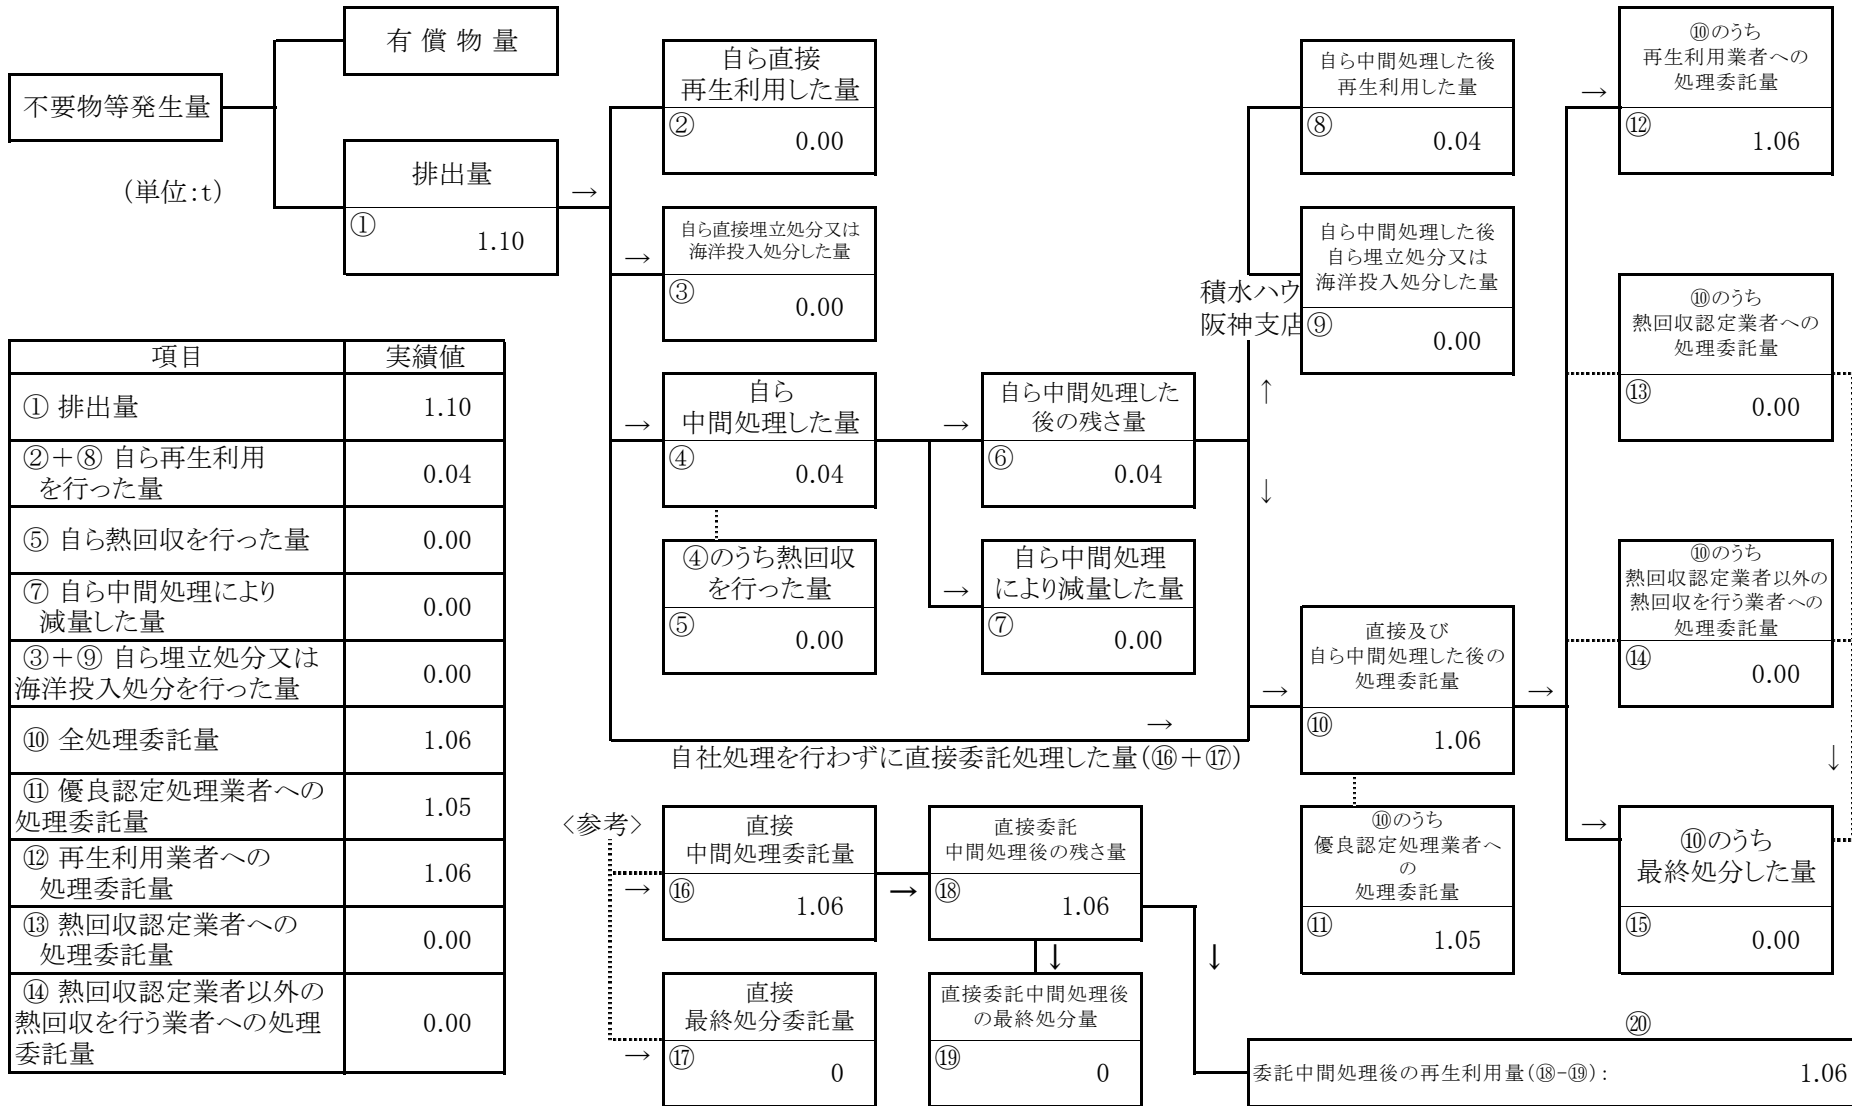 有 償 物 量
不要物等発生量
(単位:t)
排出量
①
1.10
→
自ら直接
再生利用した量
②
0.00
→
自ら直接埋立処分又は
海洋投入処分した量
③
0.00
→
自ら
中間処理した量
④
0.04
④のうち熱回収
を行った量
⑤
0.00
→
自ら中間処理した
後の残さ量
⑥
0.04
→
自ら中間処理
により減量した量
⑦
0.00
積水ハウ
阪神支店
自ら中間処理した後
再生利用した量
⑧
0.04
自ら中間処理した後
自ら埋立処分又は
海洋投入処分した量
⑨
0.00
↑
↓
→
自社処理を行わずに直接委託処理した量(⑯+⑰)
→
直接及び
自ら中間処理した後の
処理委託量
⑩
1.06
→
⑩のうち
優良認定処理業者へ
の
処理委託量
⑪
1.05
→
⑩のうち
再生利用業者への
処理委託量
⑫
1.06
⑩のうち
熱回収認定業者への
処理委託量
⑬
0.00
⑩のうち
熱回収認定業者以外の
熱回収を行う業者への
処理委託量
⑭
0.00
↓
→
⑩のうち
最終処分した量
⑮
0.00
項目 実績値
① 排出量 1.10
②+⑧ 自ら再生利用
を行った量 0.04
⑤ 自ら熱回収を行った量 0.00
⑦ 自ら中間処理により
減量した量 0.00
③+⑨ 自ら埋立処分又は
海洋投入処分を行った量 0.00
⑩ 全処理委託量 1.06
⑪ 優良認定処理業者への
処理委託量 1.05
⑫ 再生利用業者への
処理委託量 1.06
⑬ 熱回収認定業者への
処理委託量 0.00
⑭ 熱回収認定業者以外の
熱回収を行う業者への処理
委託量 0.00
〈参考〉
→
直接
中間処理委託量
⑯
1.06
→
直接委託
中間処理後の残さ量
⑱
1.06
↓
↓
→
直接
最終処分委託量
⑰
0
直接委託中間処理後
の最終処分量
⑲
0
⑳
委託中間処理後の再生利用量(⑱-⑲): 1.06